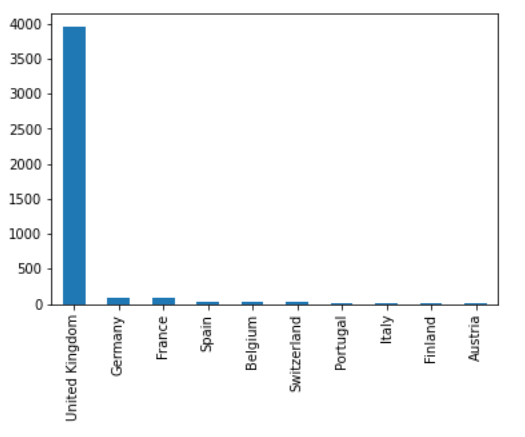 4000
3500
3000
2500
2000
1500
1000
500
0
United Kingdom
Germany
France
Spain
Belgium
Switzerland
Portugal
Italy
Finland
Austria